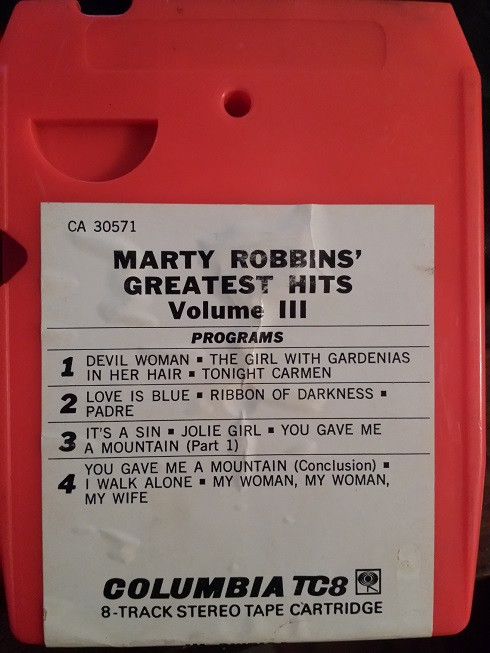 CA 30571
MARTY ROBBINS'
GREATEST HITS
Volume III
PROGRAMS
1 DEVIL WOMAN ▪ THE GIRL WITH GARDENIAS
IN HER HAIR ▪ TONIGHT CARMEN
2 LOVE IS BLUE ▪ RIBBON OF DARKNESS ▪
PADRE
3 IT'S A SIN ▪ JOLIE GIRL ▪ YOU GAVE ME
A MOUNTAIN (Part 1)
4 YOU GAVE ME A MOUNTAIN (Conclusion) ▪
I WALK ALONE ▪ MY WOMAN, MY WOMAN,
MY WIFE
COLUMBIA TC8
8-TRACK STEREO TAPE CARTRIDGE